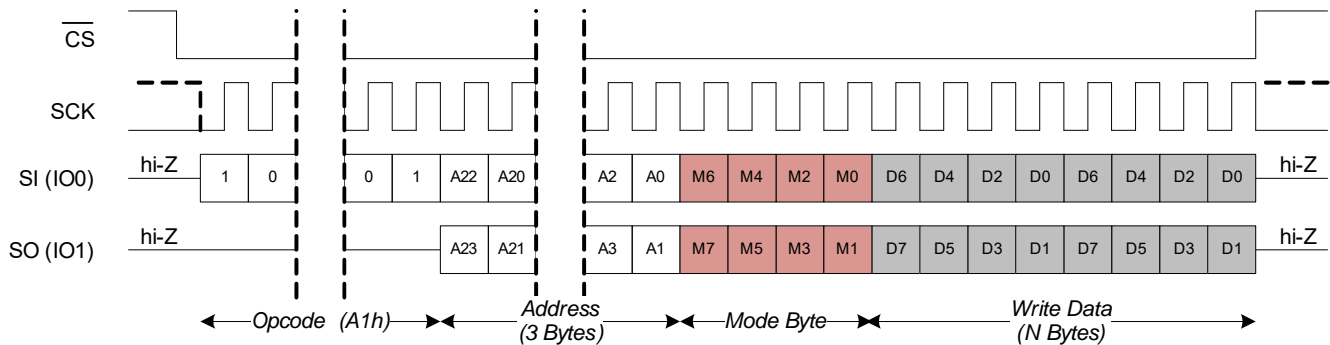 CS
SCK
SI (IO0) hi-Z 1 0 0 1 A22 A20 A2 A0 M6 M4 M2 M0 D6 D4 D2 D0 D6 D4 D2 D0 hi-Z
SO (IO1) hi-Z A23 A21 A3 A1 M7 M5 M3 M1 D7 D5 D3 D1 D7 D5 D3 D1 hi-Z
Opcode (A1h) Address Mode Byte Write Data
(3 Bytes) (N Bytes)